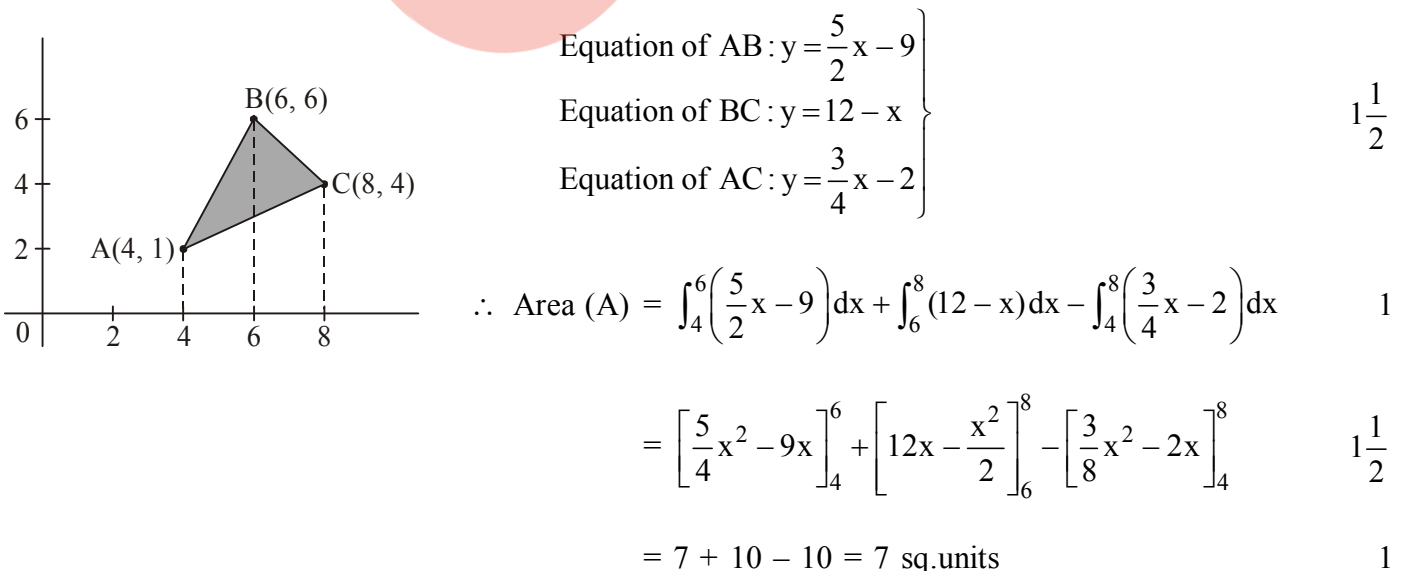 Equation of AB : y = 5/2 x – 9
Equation of BC : y = 12 – x
Equation of AC : y = 3/4 x – 2
1 1/2
B(6, 6)
6
4
C(8, 4)
2
A(4, 1)
0 2 4 6 8
∴ Area (A) = ∫_4^6 (5/2 x – 9) dx + ∫_6^8 (12 – x) dx – ∫_4^8 (3/4 x – 2) dx 1
= [5/4 x^2 – 9x]_4^6 + [12x – x^2/2]_6^8 – [3/8 x^2 – 2x]_4^8 1 1/2
= 7 + 10 – 10 = 7 sq.units 1